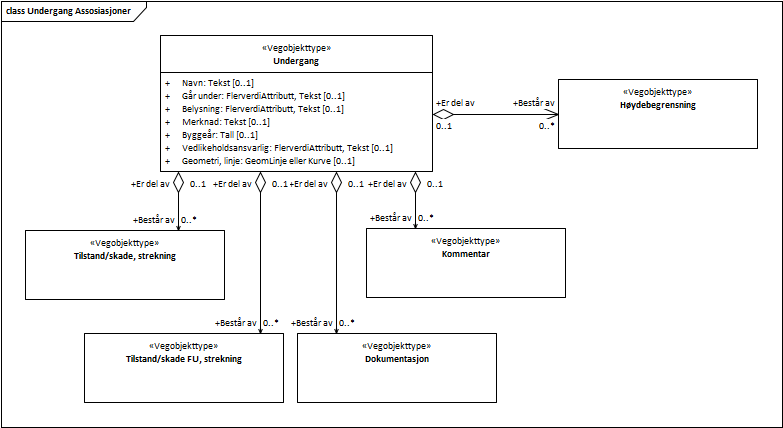 class Undergang Assosiasjoner
«Vegobjekttype»
Undergang
+ Navn: Tekst [0..1]
+ Går under: FlerverdiAttributt, Tekst [0..1]
+ Belysning: FlerverdiAttributt, Tekst [0..1]
+ Merknad: Tekst [0..1]
+ Byggeår: Tall [0..1]
+ Vedlikeholdsansvarlig: FlerverdiAttributt, Tekst [0..1]
+ Geometri, linje: GeomLinje eller Kurve [0..1]
+Er del av +Består av
0..1 0..*
«Vegobjekttype»
Høydebegrensning
+Er del av 0..1 +Er del av 0..1 +Er del av 0..1 +Er del av 0..1
+Består av 0..*
+Består av 0..*
«Vegobjekttype»
Tilstand/skade, strekning
«Vegobjekttype»
Kommentar
+Består av 0..* +Består av 0..*
«Vegobjekttype»
Tilstand/skade FU, strekning
«Vegobjekttype»
Dokumentasjon